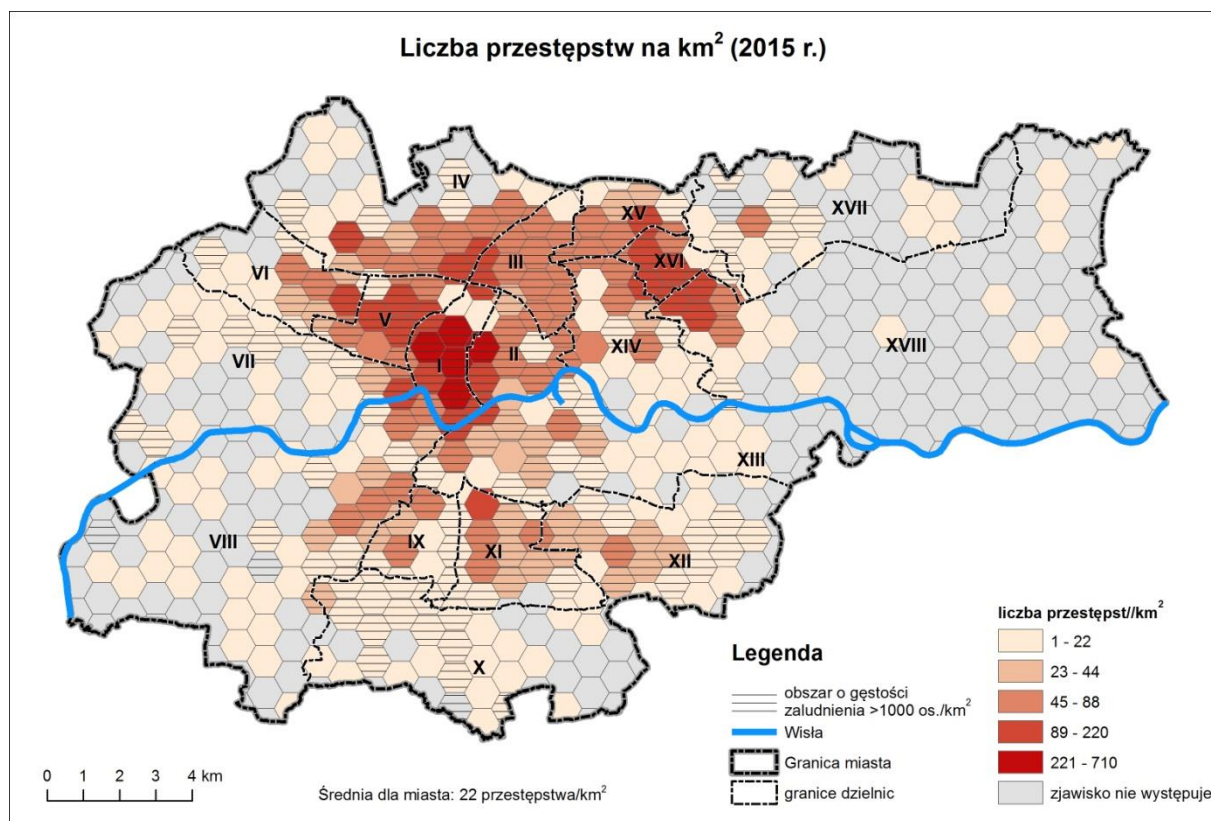 Liczba przestępstw na km² (2015 r.)
IV
XV
XVII
III
XVI
VI
V
XVIII
VII
I
II
XIV
XIII
VIII
IX
XI
XII
X
liczba przestępst//km²
1 - 22
23 - 44
45 - 88
89 - 220
221 - 710
zjawisko nie występuje
Legenda
obszar o gęstości
zaludnienia >1000 os./km²
Wisła
Granica miasta
granice dzielnic
0 1 2 3 4 km
Średnia dla miasta: 22 przestępstwa/km²